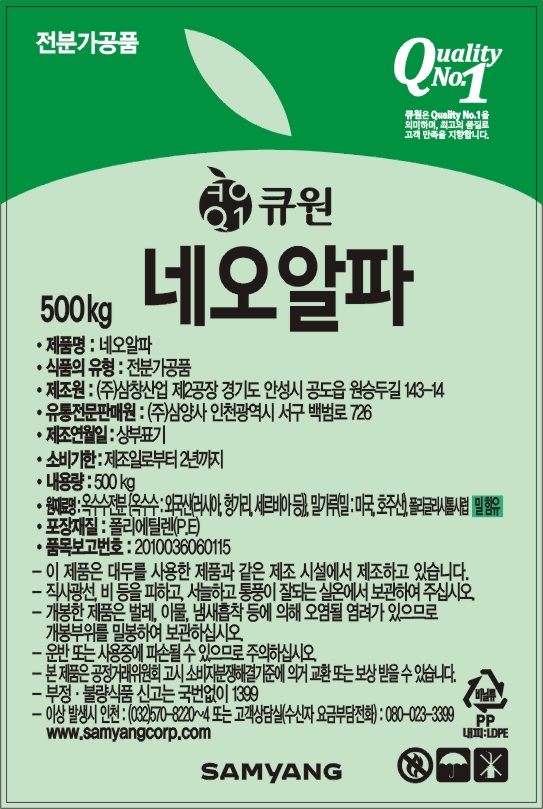 전분가공품
Quality No.1
큐원은 Quality No.1을
의미하며, 최고의 품질로
고객 만족을 지향합니다.
큐원
Q1 큐원
네오알파
500kg
• 제품명 : 네오알파
• 식품의 유형 : 전분가공품
• 제조원 : (주)삼창산업 제2공장 경기도 안성시 공도읍 원승두길 143-14
• 유통전문판매원 : (주)삼양사 인천광역시 서구 백범로 726
• 제조연월일 : 상부표기
• 소비기한 : 제조일로부터 2년까지
• 내용량 : 500 kg
• 원재료명 : 옥수수전분(옥수수 : 외국산(러시아, 헝가리, 세르비아 등)), 밀가루(밀 : 미국, 호주산), 폴리글리시톨시럽 밀 함유
• 포장재질 : 폴리에틸렌(P.E)
• 품목보고번호 : 2010036060115
– 이 제품은 대두를 사용한 제품과 같은 제조 시설에서 제조하고 있습니다.
– 직사광선, 비 등을 피하고, 서늘하고 통풍이 잘되는 실온에서 보관하여 주십시오.
– 개봉한 제품은 벌레, 이물, 냄새흡착 등에 의해 오염될 염려가 있으므로
개봉부위를 밀봉하여 보관하십시오.
– 운반 또는 사용중에 파손될 수 있으므로 주의하십시오.
– 본 제품은 공정거래위원회 고시 소비자분쟁해결기준에 의거 교환 또는 보상 받을 수 있습니다.
– 부정 · 불량식품 신고는 국번없이 1399
– 이상 발생시 인천 : (032)570-8220~4 또는 고객상담실(수신자 요금부담전화) : 080-023-3399
www.samyangcorp.com
비닐류
PP
내피:LDPE
SAMYANG